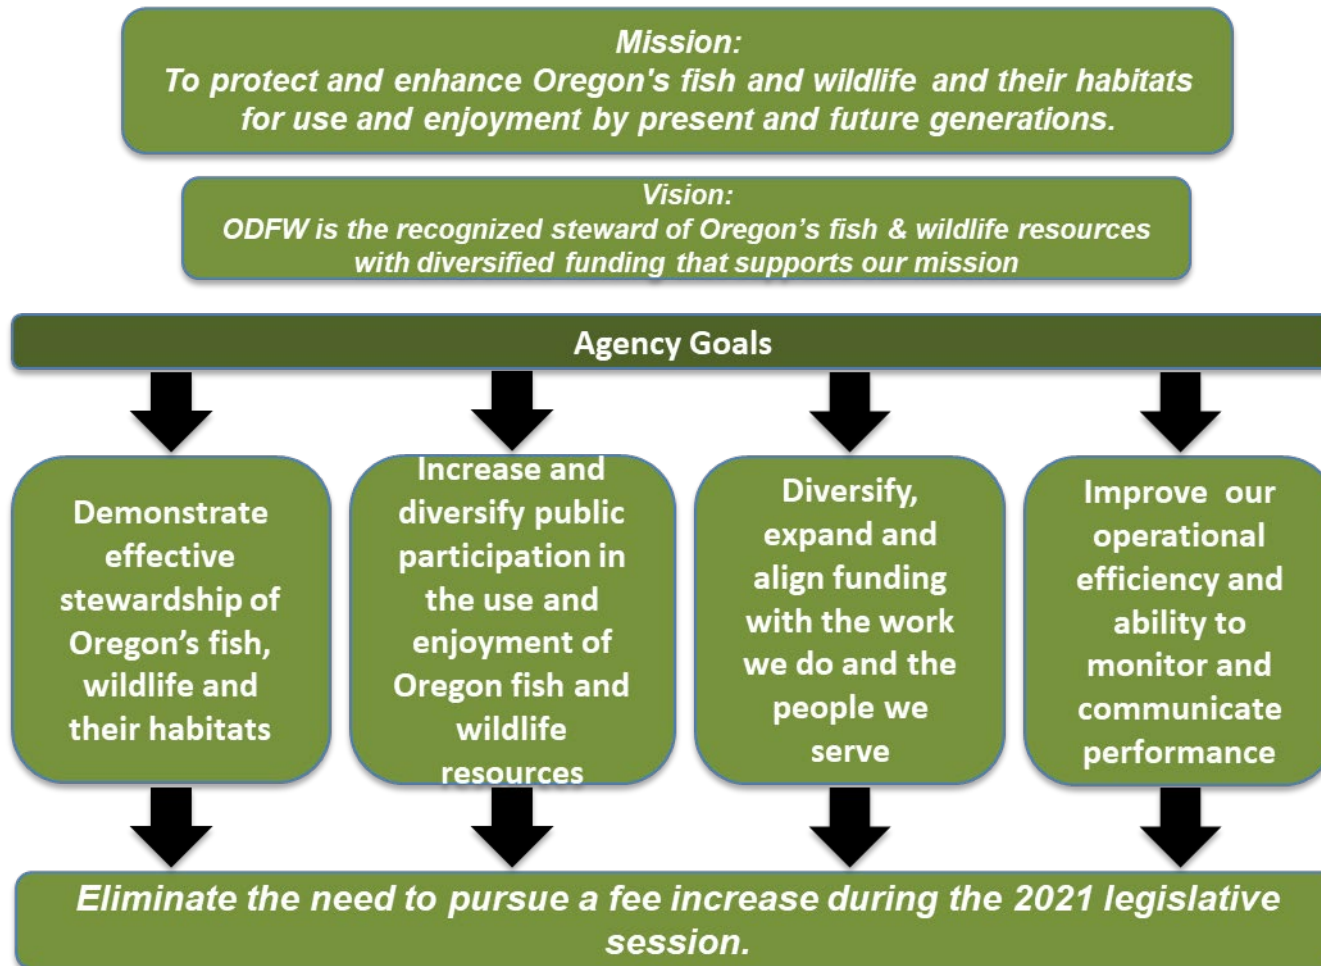 Mission:
To protect and enhance Oregon's fish and wildlife and their habitats
for use and enjoyment by present and future generations.
Vision:
ODFW is the recognized steward of Oregon’s fish & wildlife resources
with diversified funding that supports our mission
Agency Goals
Demonstrate
effective
stewardship of
Oregon’s fish,
wildlife and
their habitats
Increase and
diversify public
participation in
the use and
enjoyment of
Oregon fish and
wildlife
resources
Diversify,
expand and
align funding
with the work
we do and the
people we
serve
Improve our
operational
efficiency and
ability to
monitor and
communicate
performance
Eliminate the need to pursue a fee increase during the 2021 legislative
session.